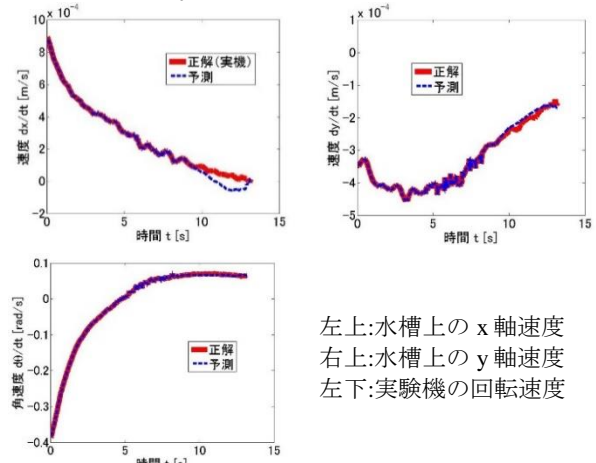 10 ×10⁻⁴
8
6
4
2
0
−2
0
5
10
15
速度 dx/dt [m/s]
時間 t [s]
正解(実機)
予測
1 ×10⁻⁴
0
−1
−2
−3
−4
−5
0
5
10
15
速度 dy/dt [m/s]
時間 t [s]
正解
予測
0.1
0
-0.1
-0.2
-0.3
-0.4
0
5
10
15
角速度 dθ/dt [rad/s]
時間 t [s]
正解
予測
左上:水槽上の x 軸速度
右上:水槽上の y 軸速度
左下:実験機の回転速度